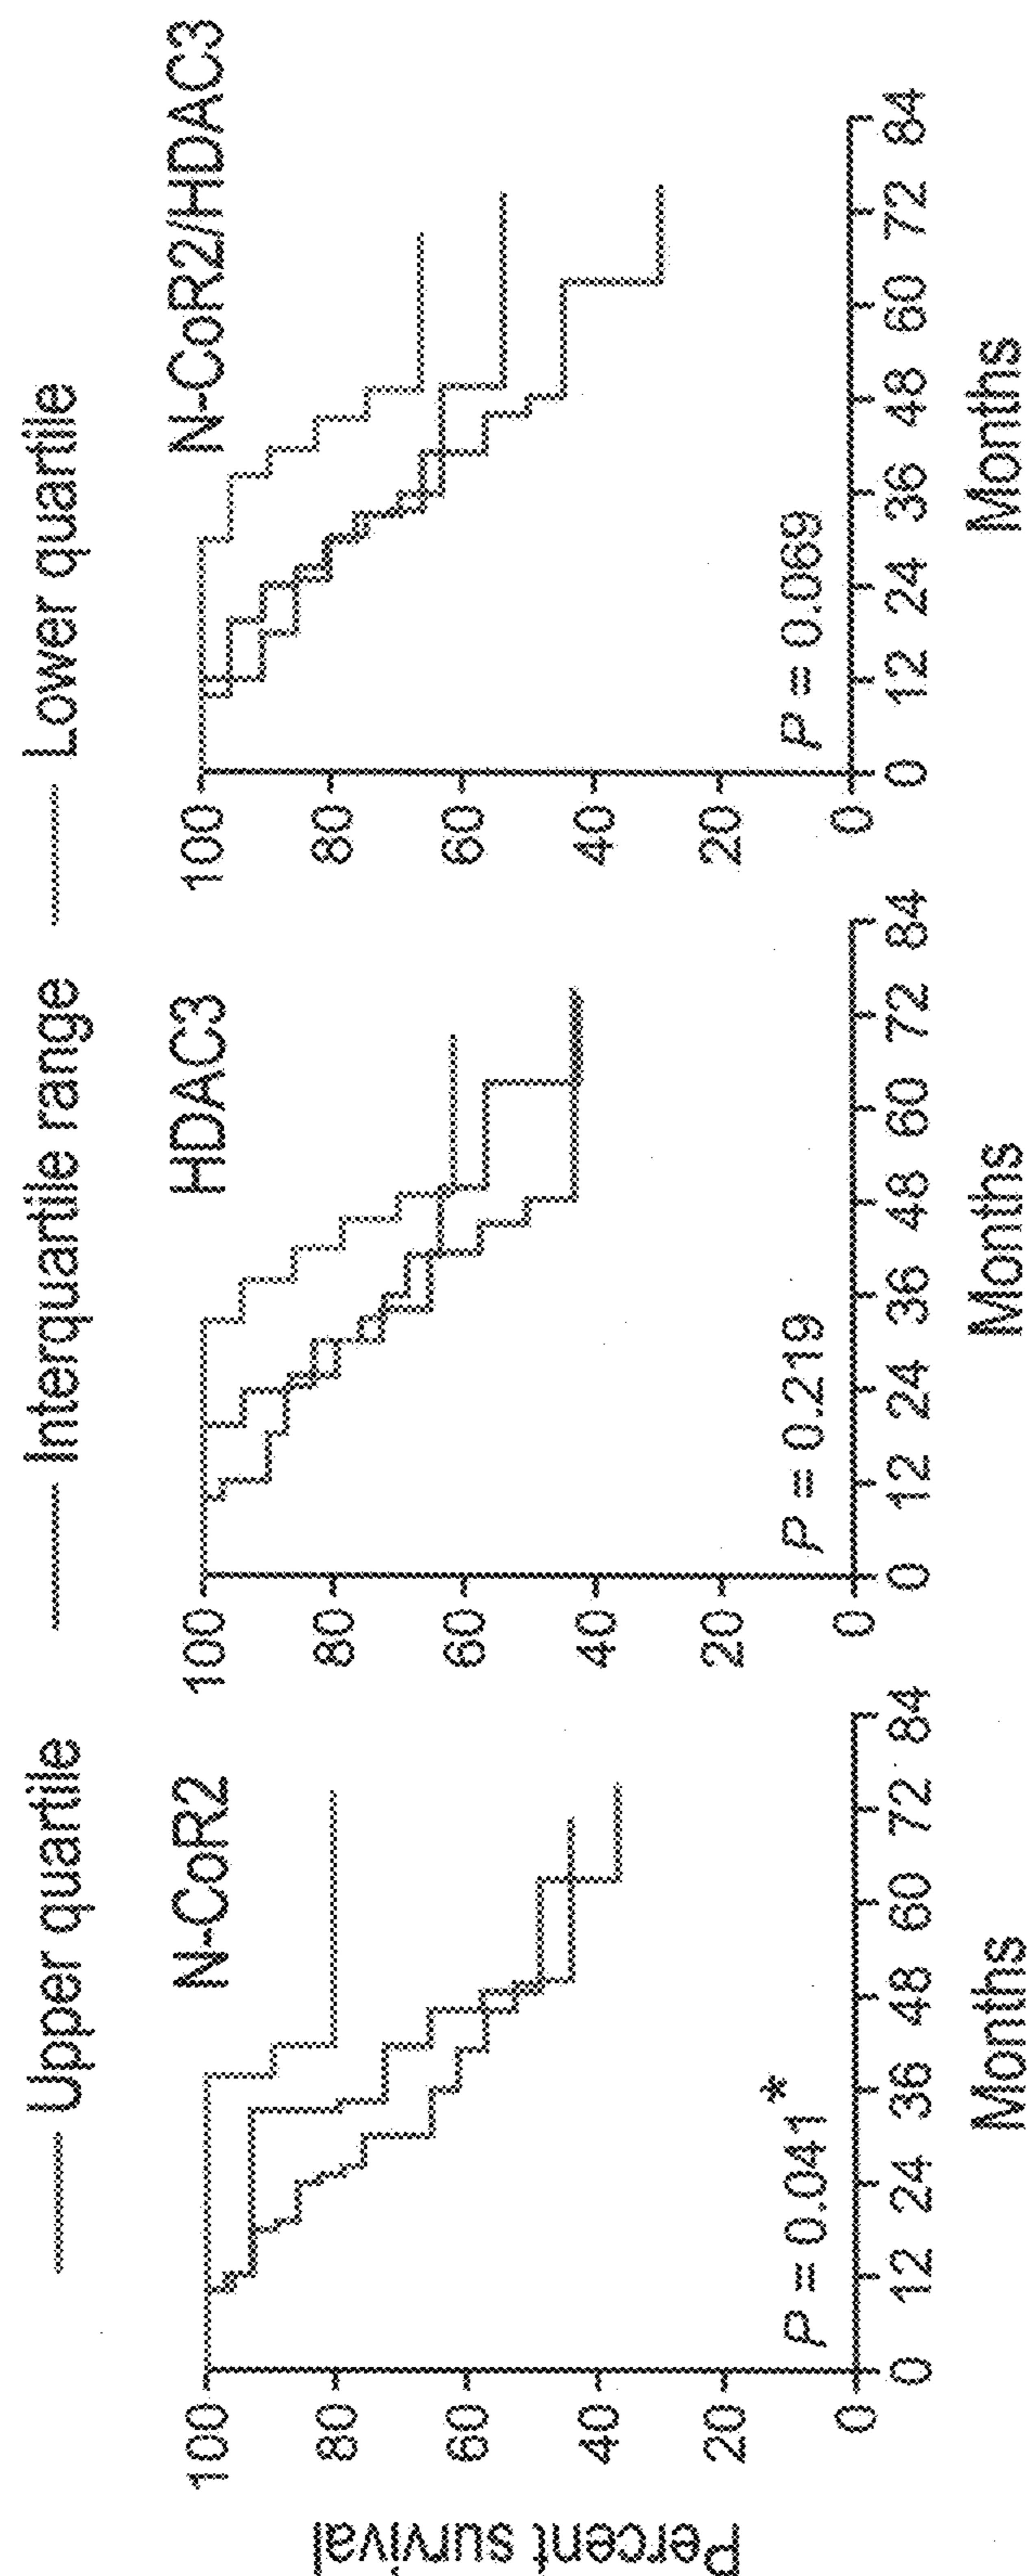 Upper quartile Interquartile range Lower quartile
N-CoR2
Percent survival
100
80
60
40
20
0
P = 0.041*
0 12 24 36 48 60 72 84
Months
HDAC3
100
80
60
40
20
0
P = 0.219
0 12 24 36 48 60 72 84
Months
N-CoR2/HDAC3
100
80
60
40
20
0
P = 0.069
0 12 24 36 48 60 72 84
Months